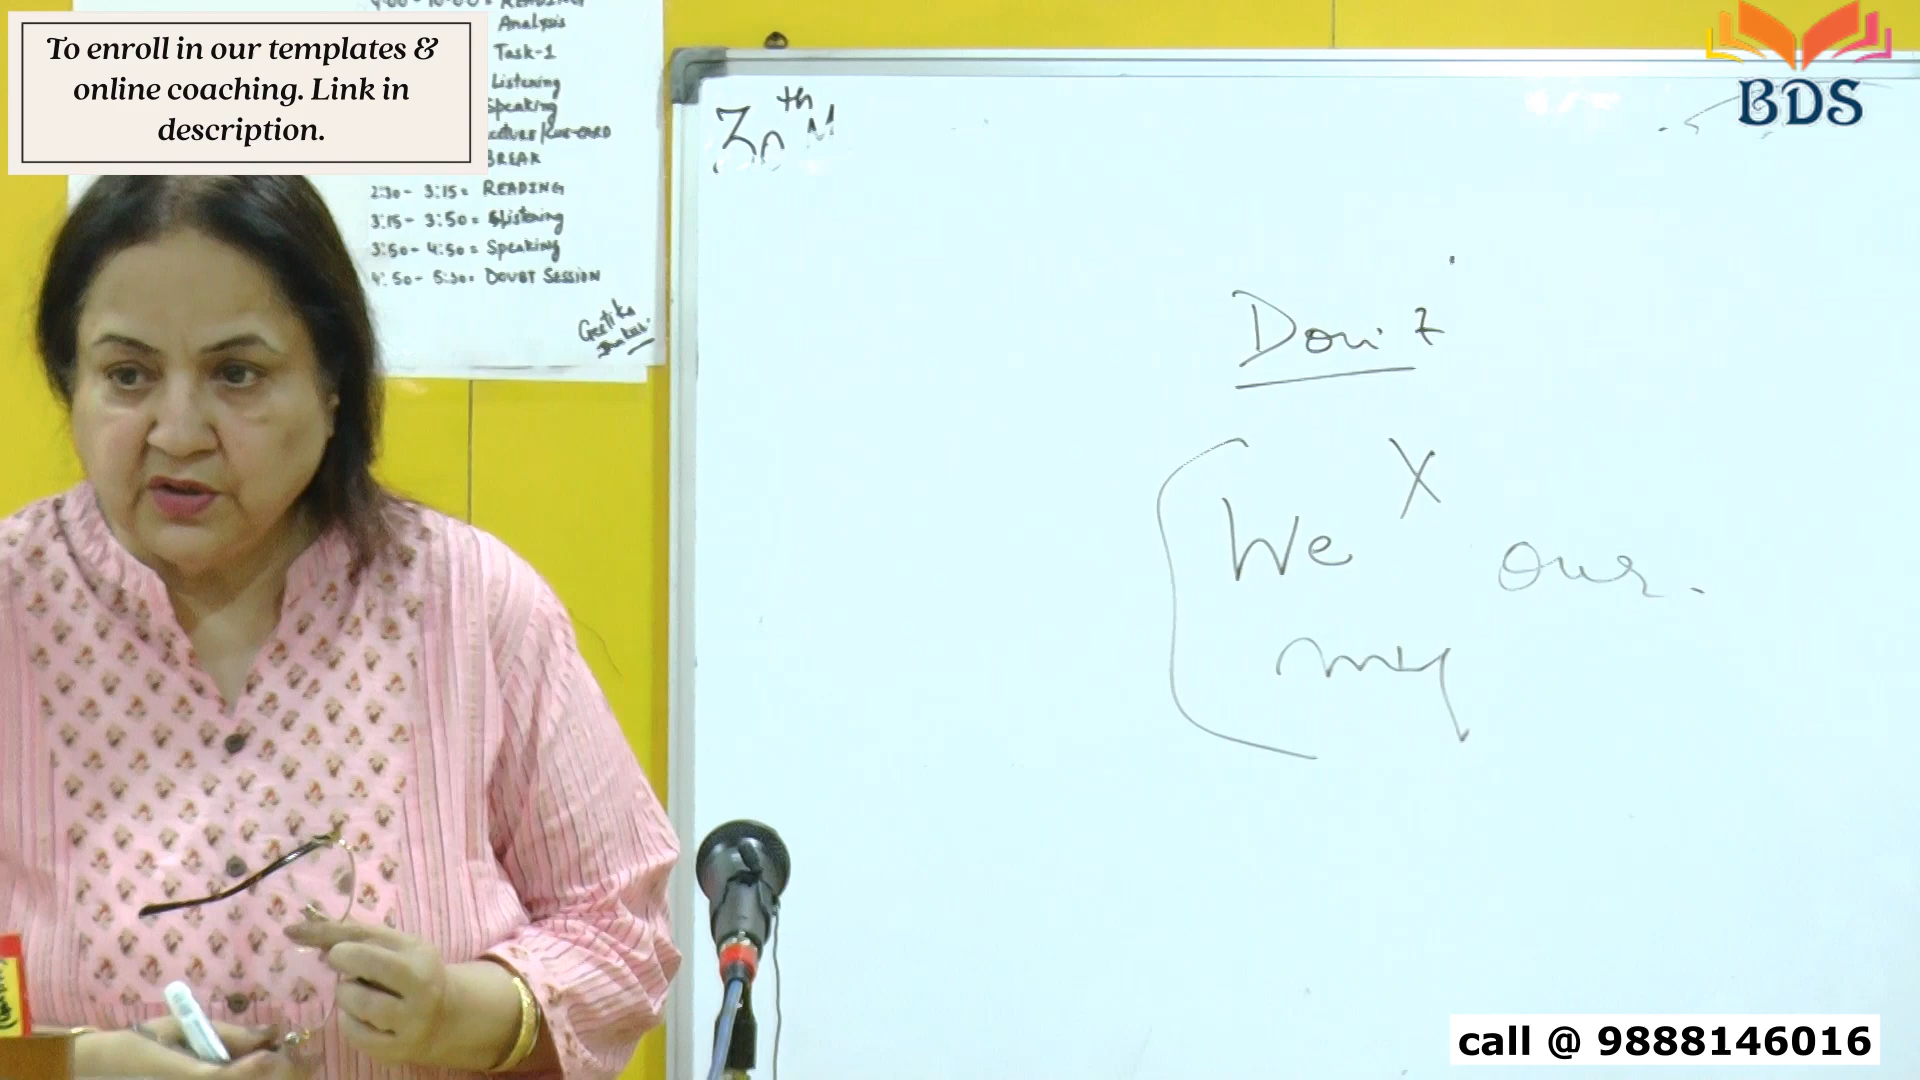 To enroll in our templates &
online coaching. Link in
description.
Analysis
Task-1
Listening
Speaking
BREAK
2:30- 3:15= READING
3:15- 3:50= Listening
3:50- 4:50= Speaking
4:50- 5:30= DOUBT SESSION
Geetika
BDS
th
Don't
X
We our.
my
call @ 9888146016